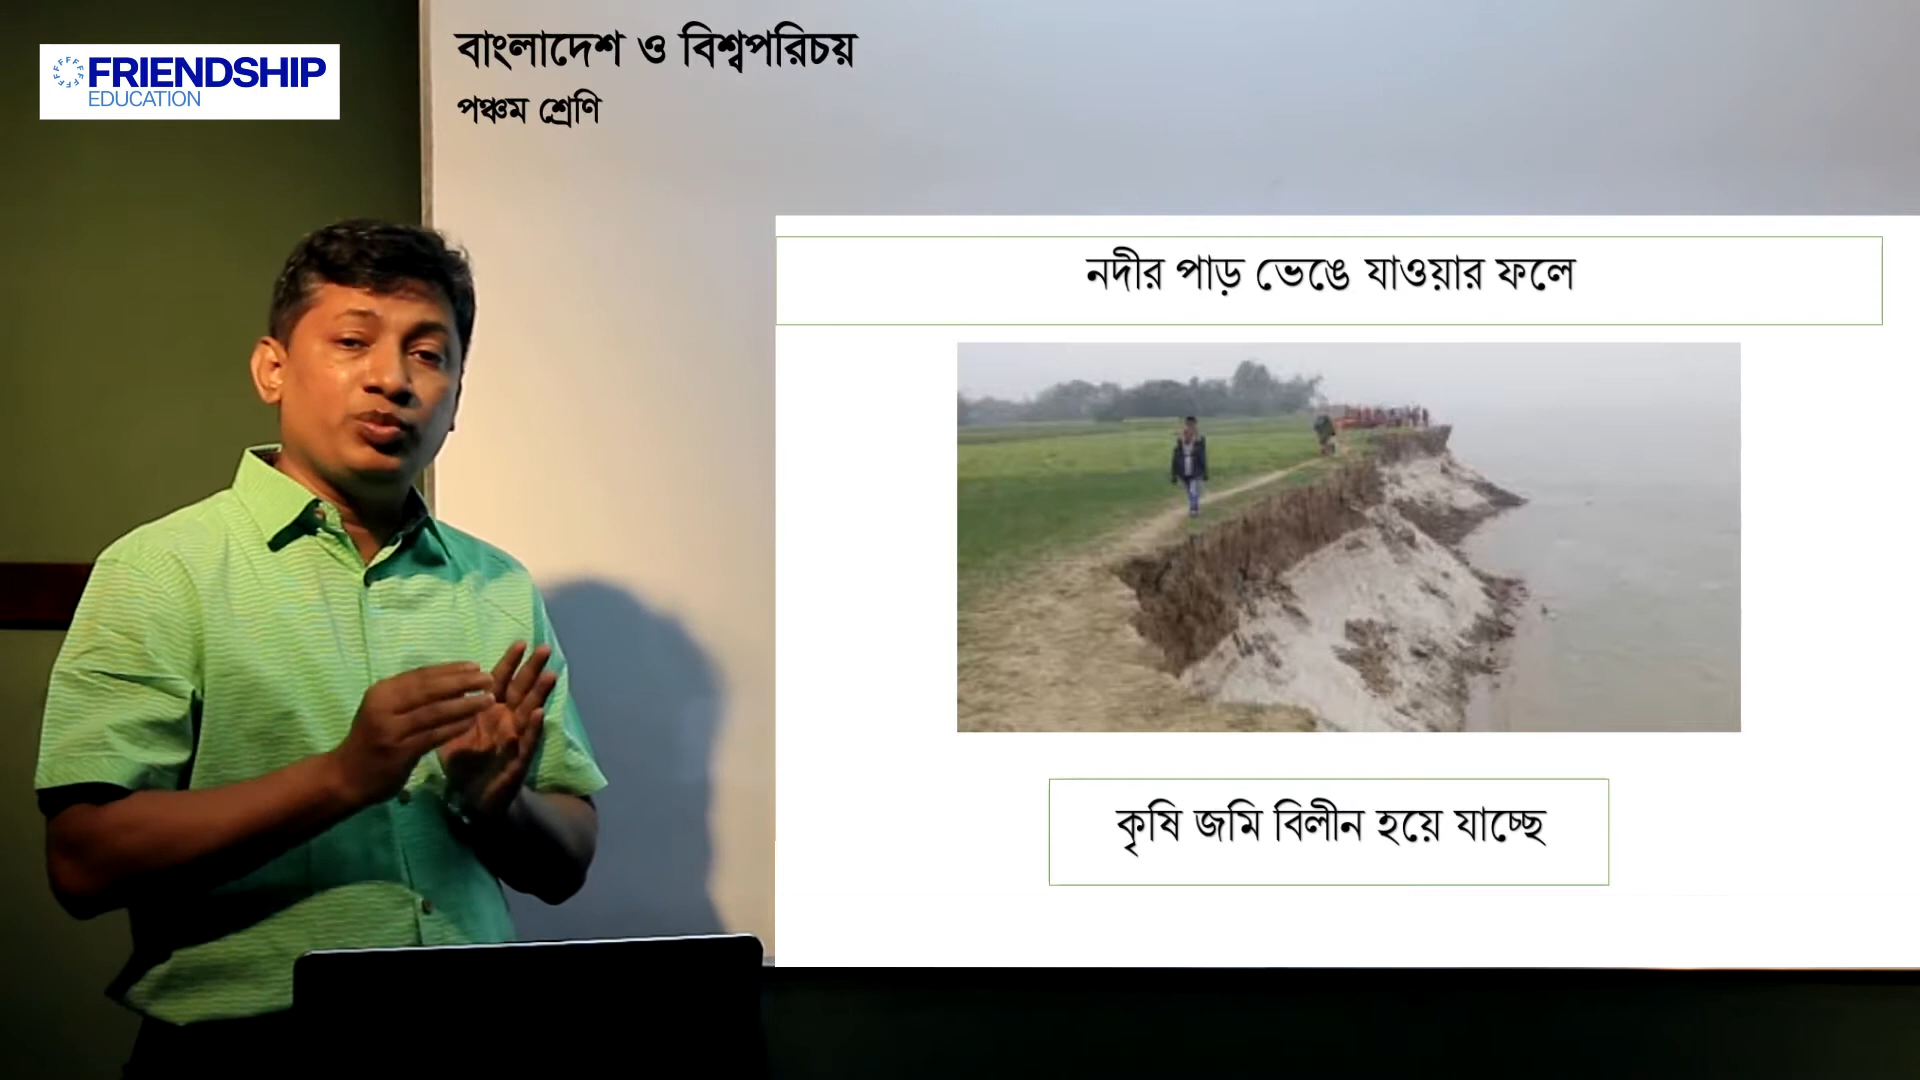 FRIENDSHIP
EDUCATION
বাংলাদেশ ও বিশ্বপরিচয়
পঞ্চম শ্রেণি
নদীর পাড় ভেঙে যাওয়ার ফলে
কৃষি জমি বিলীন হয়ে যাচ্ছে